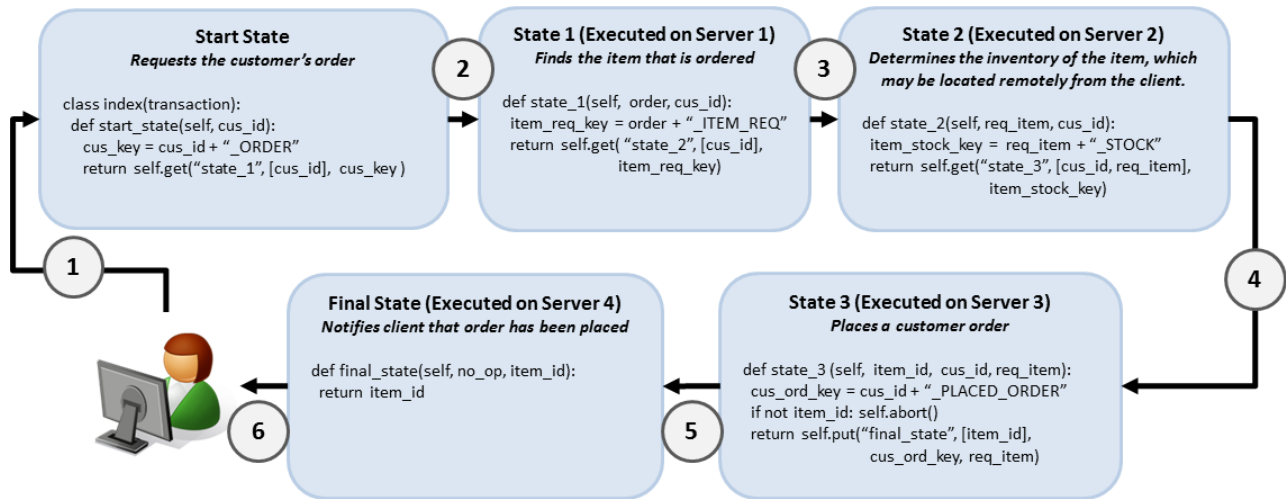 Start State
Requests the customer's order
class index(transaction):
def start_state(self, cus_id):
cus_key = cus_id + “_ORDER”
return self.get(“state_1”, [cus_id], cus_key )
2
State 1 (Executed on Server 1)
Finds the item that is ordered
def state_1(self, order, cus_id):
item_req_key = order + “_ITEM_REQ”
return self.get( “state_2”, [cus_id],
item_req_key)
3
State 2 (Executed on Server 2)
Determines the inventory of the item, which
may be located remotely from the client.
def state_2(self, req_item, cus_id):
item_stock_key = req_item + “_STOCK”
return self.get(“state_3”, [cus_id, req_item],
item_stock_key)
1
4
Final State (Executed on Server 4)
Notifies client that order has been placed
def final_state(self, no_op, item_id):
return item_id
State 3 (Executed on Server 3)
Places a customer order
def state_3 (self, item_id, cus_id, req_item):
cus_ord_key = cus_id + “_PLACED_ORDER”
if not item_id: self.abort()
return self.put(“final_state”, [item_id],
cus_ord_key, req_item)
6
5